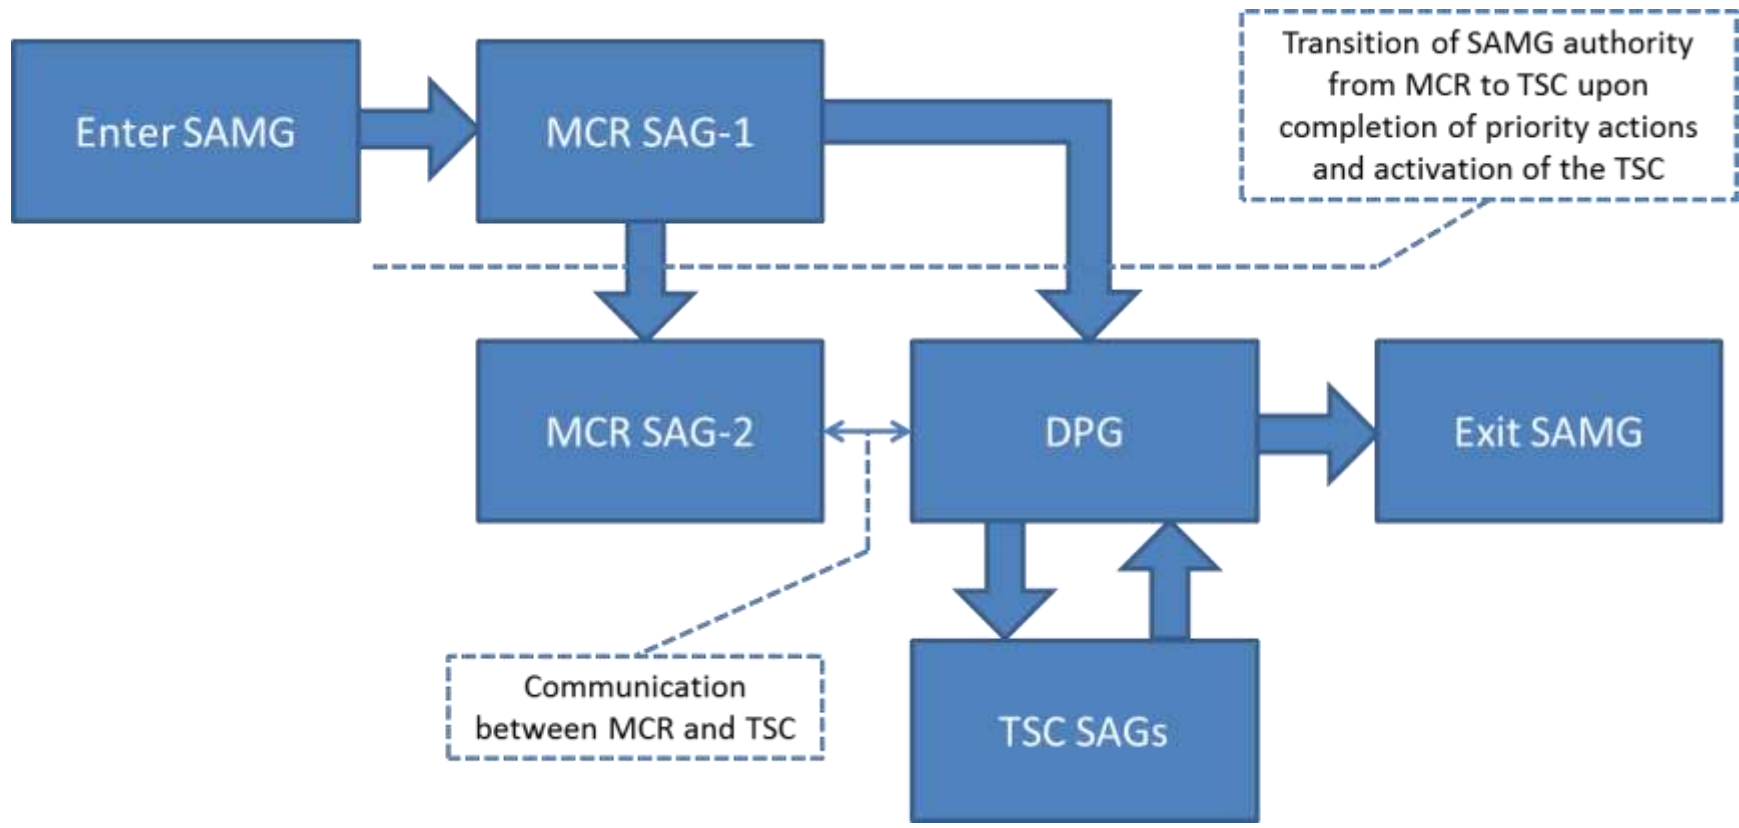 Enter SAMG
MCR SAG-1
Transition of SAMG authority
from MCR to TSC upon
completion of priority actions
and activation of the TSC
MCR SAG-2
DPG
Exit SAMG
Communication
between MCR and TSC
TSC SAGs